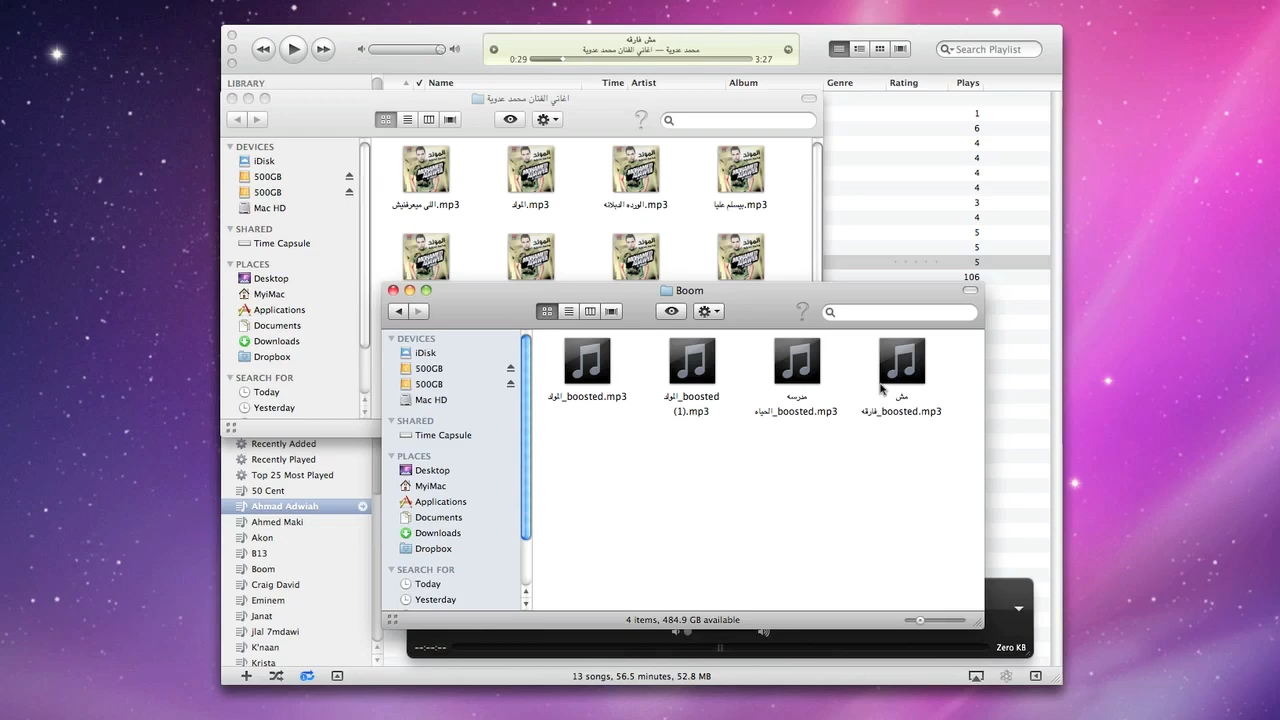 مش فارقه
محمد عدوية — اغاني الفنان محمد عدوية
0:29
3:27
Search Playlist
LIBRARY
✓ Name
Time
Artist
Album
Genre
Rating
Plays
اغاني الفنان محمد عدوية
DEVICES
iDisk
500GB
500GB
Mac HD
SHARED
Time Capsule
PLACES
Desktop
MyiMac
Applications
Documents
Downloads
Dropbox
SEARCH FOR
Today
Yesterday
اللى ميعرفنيش.mp3
المولد.mp3
الورده الدبلانه.mp3
بيسلم عليا.mp3
1
6
4
4
4
4
3
4
5
5
5
106
Boom
DEVICES
iDisk
500GB
500GB
Mac HD
SHARED
Time Capsule
PLACES
Desktop
MyiMac
Applications
Documents
Downloads
Dropbox
SEARCH FOR
Today
Yesterday
المولد_boosted.mp3
المولد_boosted
(1).mp3
مدرسه
الحياه_boosted.mp3
مش
فارقه_boosted.mp3
4 items, 484.9 GB available
Recently Added
Recently Played
Top 25 Most Played
50 Cent
Ahmad Adwiah
Ahmed Maki
Akon
B13
Boom
Craig David
Eminem
Janat
jlal 7mdawi
K'naan
Krista
--:--:--
Zero KB
13 songs, 56.5 minutes, 52.8 MB